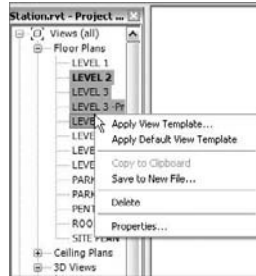 Station.rvt - Project ...
Views (all)
Floor Plans
LEVEL 1
LEVEL 2
LEVEL 3
LEVEL 3 -Pr
LEVE
Apply View Template...
LEVE
Apply Default View Template
LEVE
LEVE
Copy to Clipboard
PARK
Save to New File...
PARK
PENT
Delete
ROO
Properties...
SITE PLAN
Ceiling Plans
3D Views